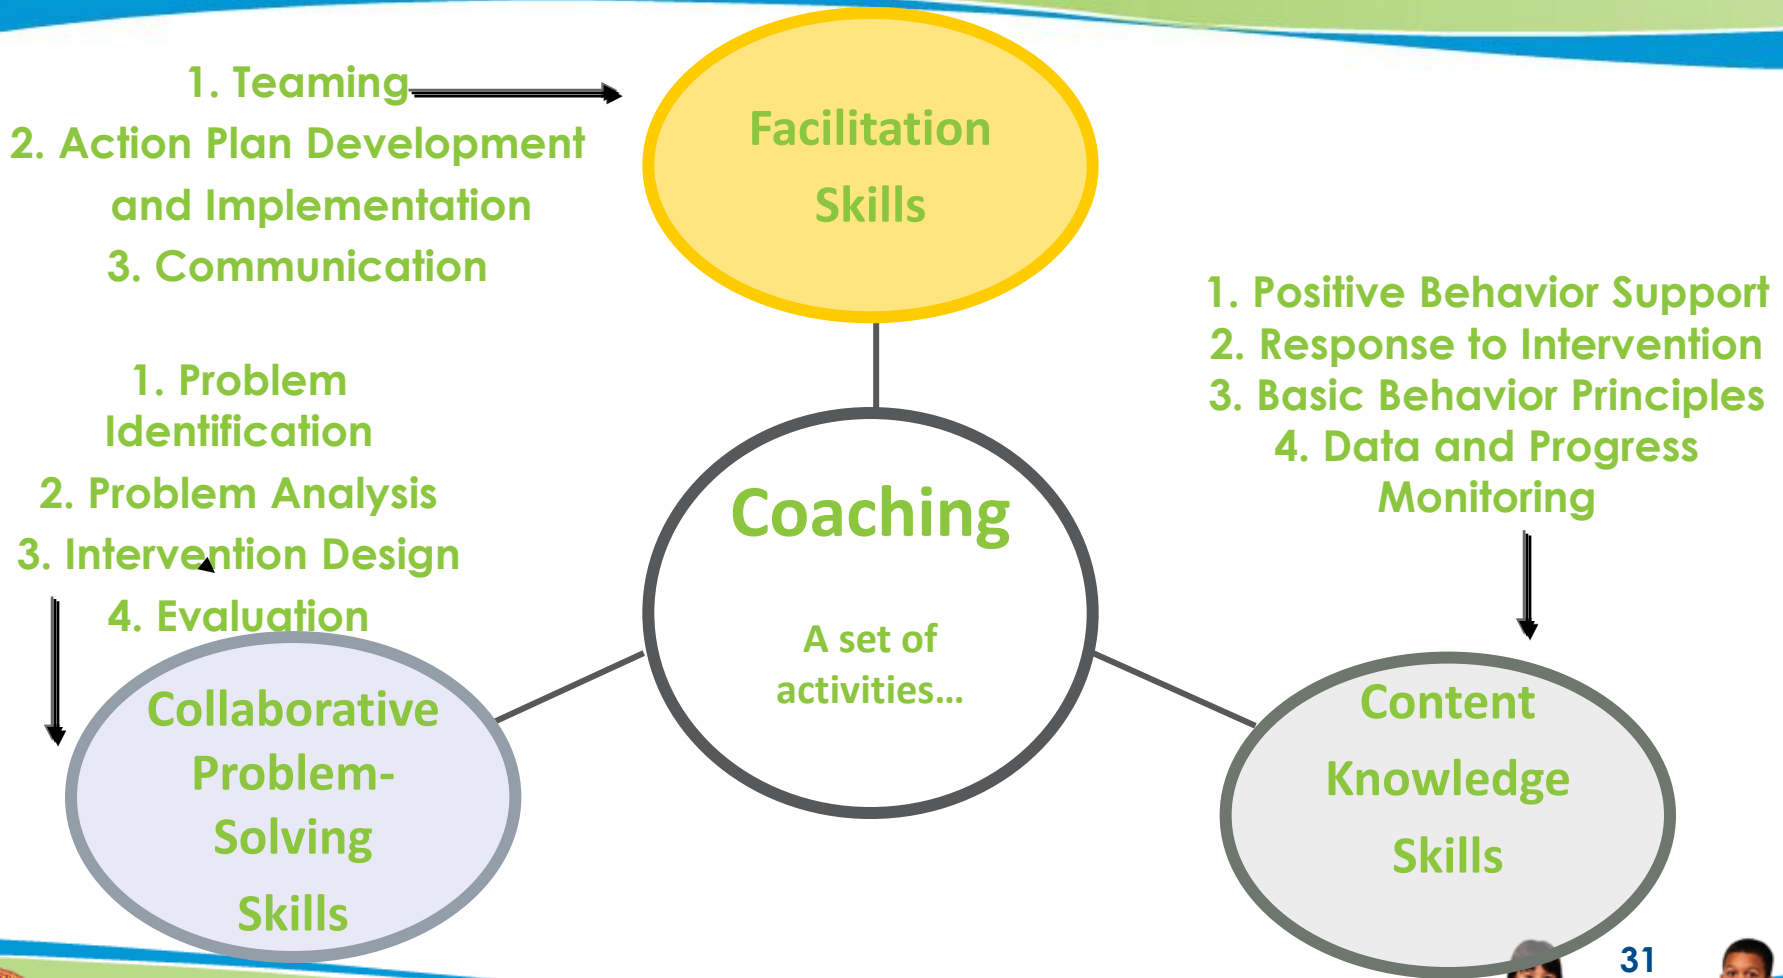 1. Teaming
2. Action Plan Development
and Implementation
3. Communication
Facilitation
Skills
1. Positive Behavior Support
2. Response to Intervention
3. Basic Behavior Principles
4. Data and Progress
Monitoring
1. Problem
Identification
2. Problem Analysis
3. Intervention Design
4. Evaluation
Coaching
A set of
activities…
Collaborative
Problem-
Solving
Skills
Content
Knowledge
Skills
31